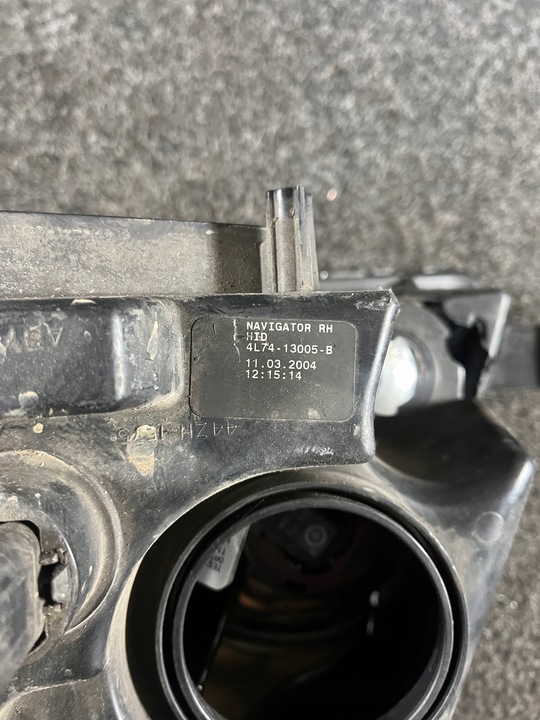 NAVIGATOR RH
HID
4L74-13005-B
11.03.2004
12:15:14